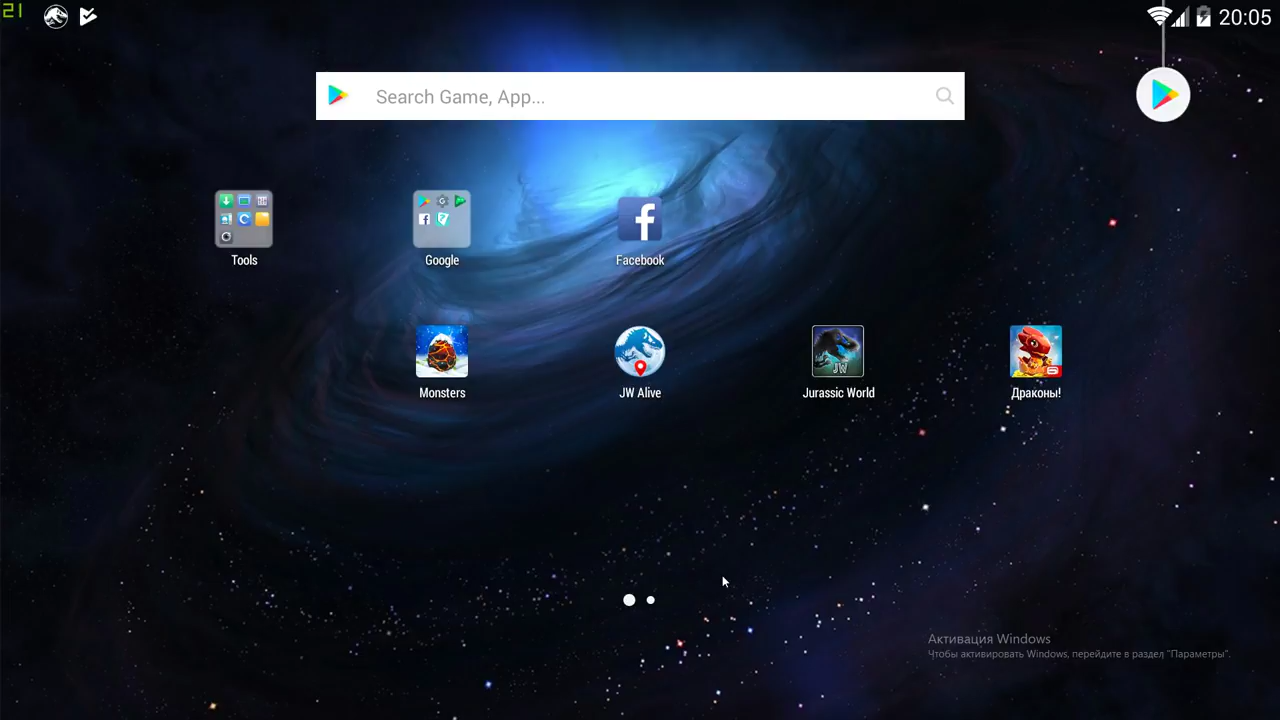 21
20:05
Search Game, App...
Tools
Google
Facebook
Monsters
JW
JW Alive
Jurassic World
Драконы!
Активация Windows
Чтобы активировать Windows, перейдите в раздел "Параметры".